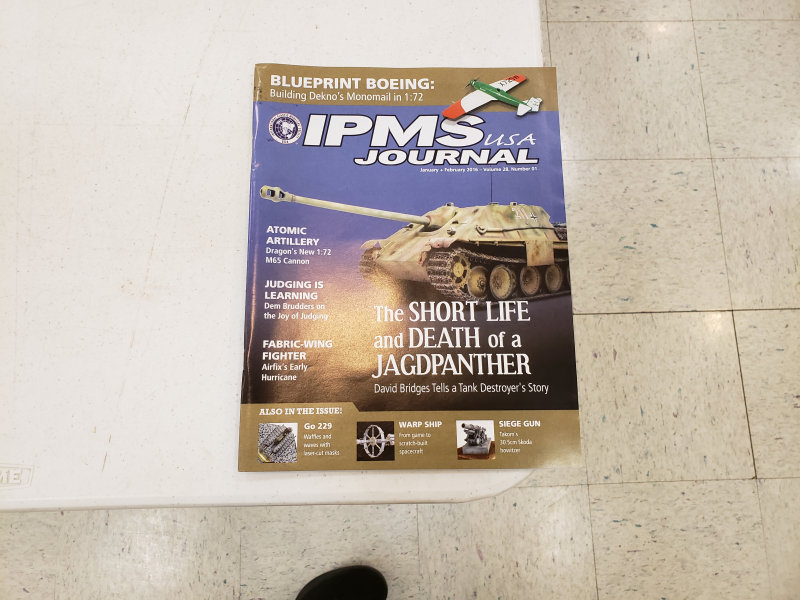 BLUEPRINT BOEING:
Building Dekno's Monomail in 1:72
IPMS USA
JOURNAL
January + February 2016 – Volume 28, Number 01
ATOMIC
ARTILLERY
Dragon's New 1:72
M65 Cannon
JUDGING IS
LEARNING
Dem Brudders on
the Joy of Judging
FABRIC-WING
FIGHTER
Airfix's Early
Hurricane
The SHORT LIFE
and DEATH of a
JAGDPANTHER
David Bridges Tells a Tank Destroyer's Story
ALSO IN THE ISSUE!
Go 229
Waffles and
waves with
laser-cut masks
WARP SHIP
From game to
scratch-built
spacecraft
SIEGE GUN
Takom's
30.5cm Skoda
howitzer